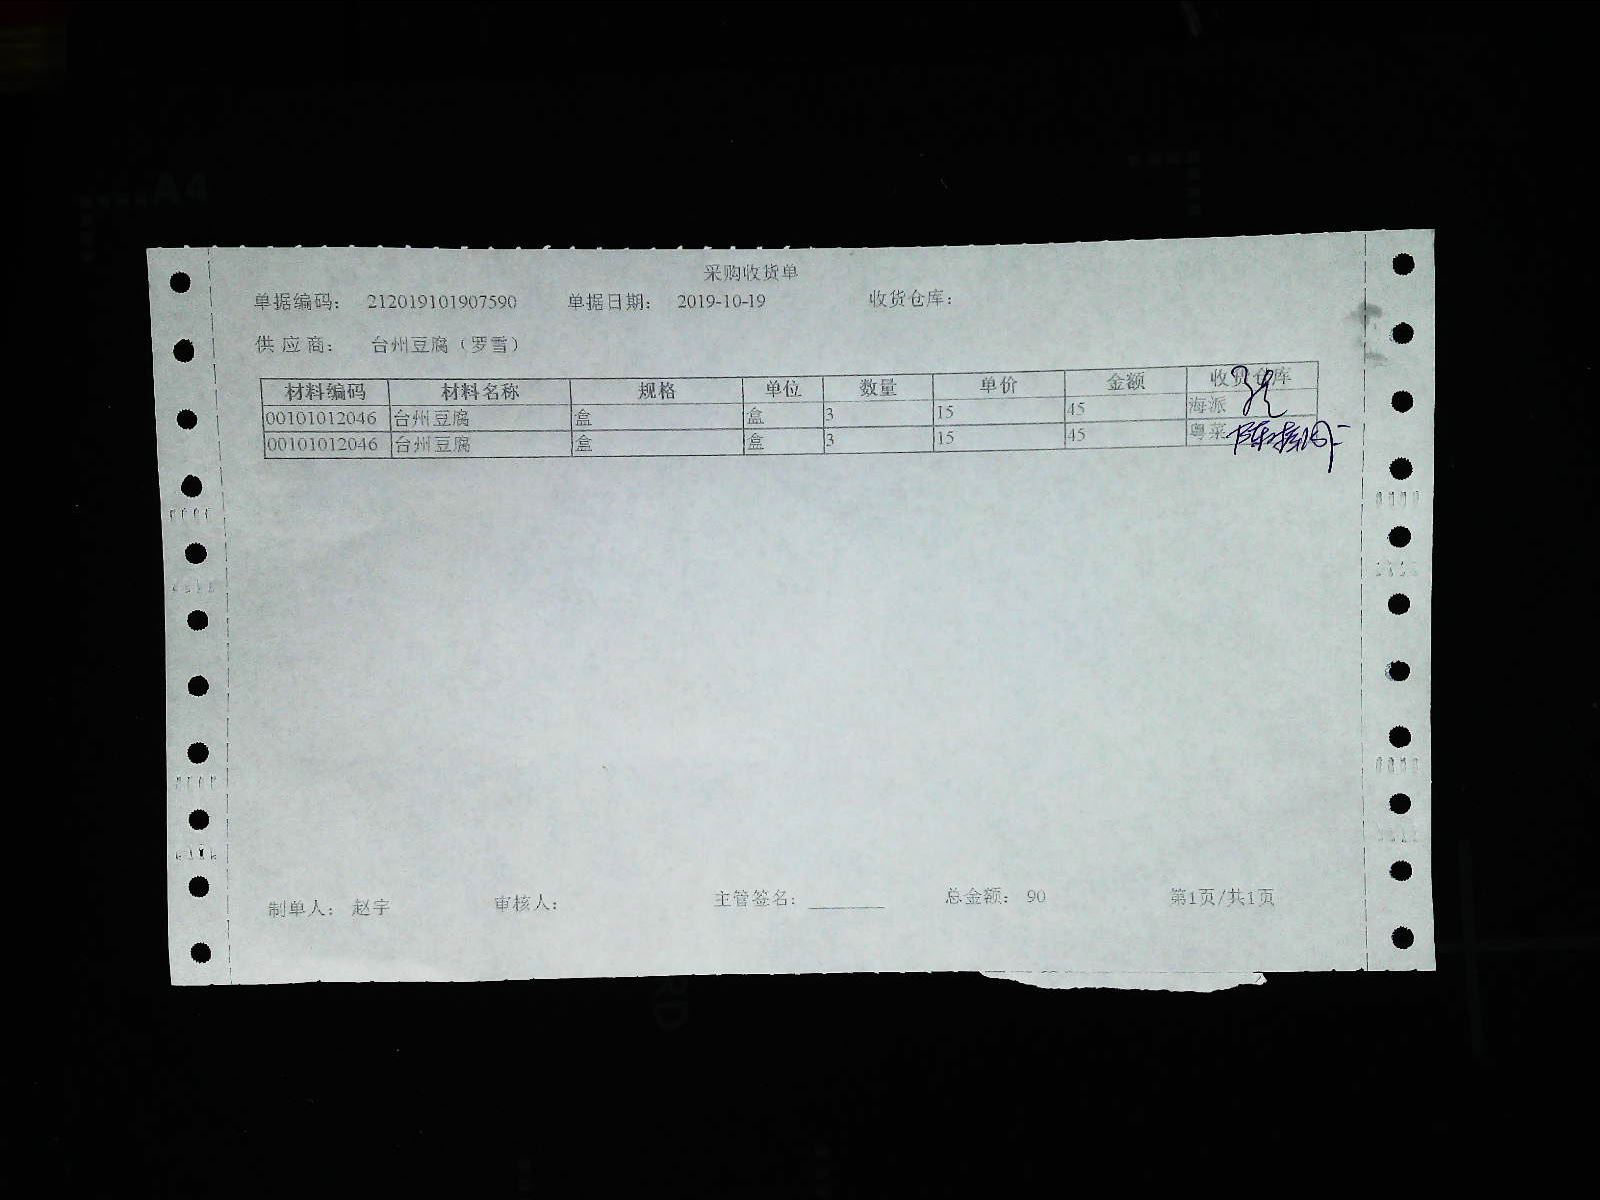 采购收货单
单据编码： 212019101907590 单据日期： 2019-10-19 收货仓库：
供 应 商： 台州豆腐（罗雪）
材料编码 材料名称 规格 单位 数量 单价 金额 收货仓库
00101012046 台州豆腐 盒 盒 3 15 45 海派
00101012046 台州豆腐 盒 盒 3 15 45 粤菜
制单人： 赵宇 审核人： 主管签名： ________ 总金额： 90 第1页/共1页